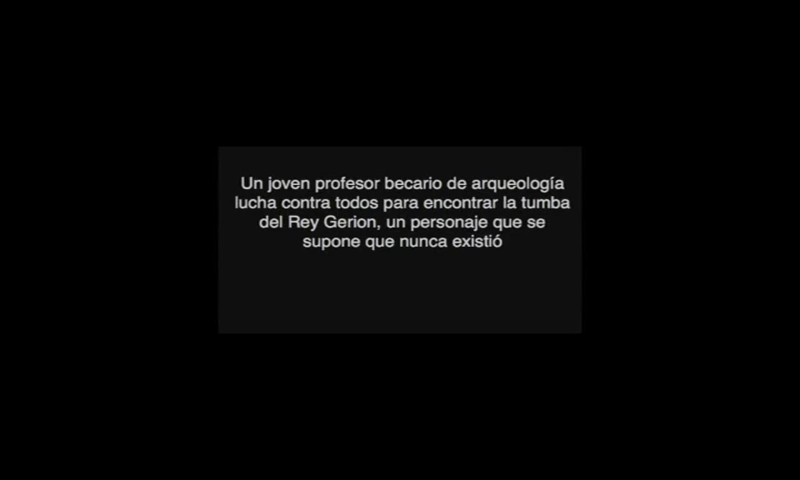 Un joven profesor becario de arqueología
lucha contra todos para encontrar la tumba
del Rey Gerion, un personaje que se
supone que nunca existió